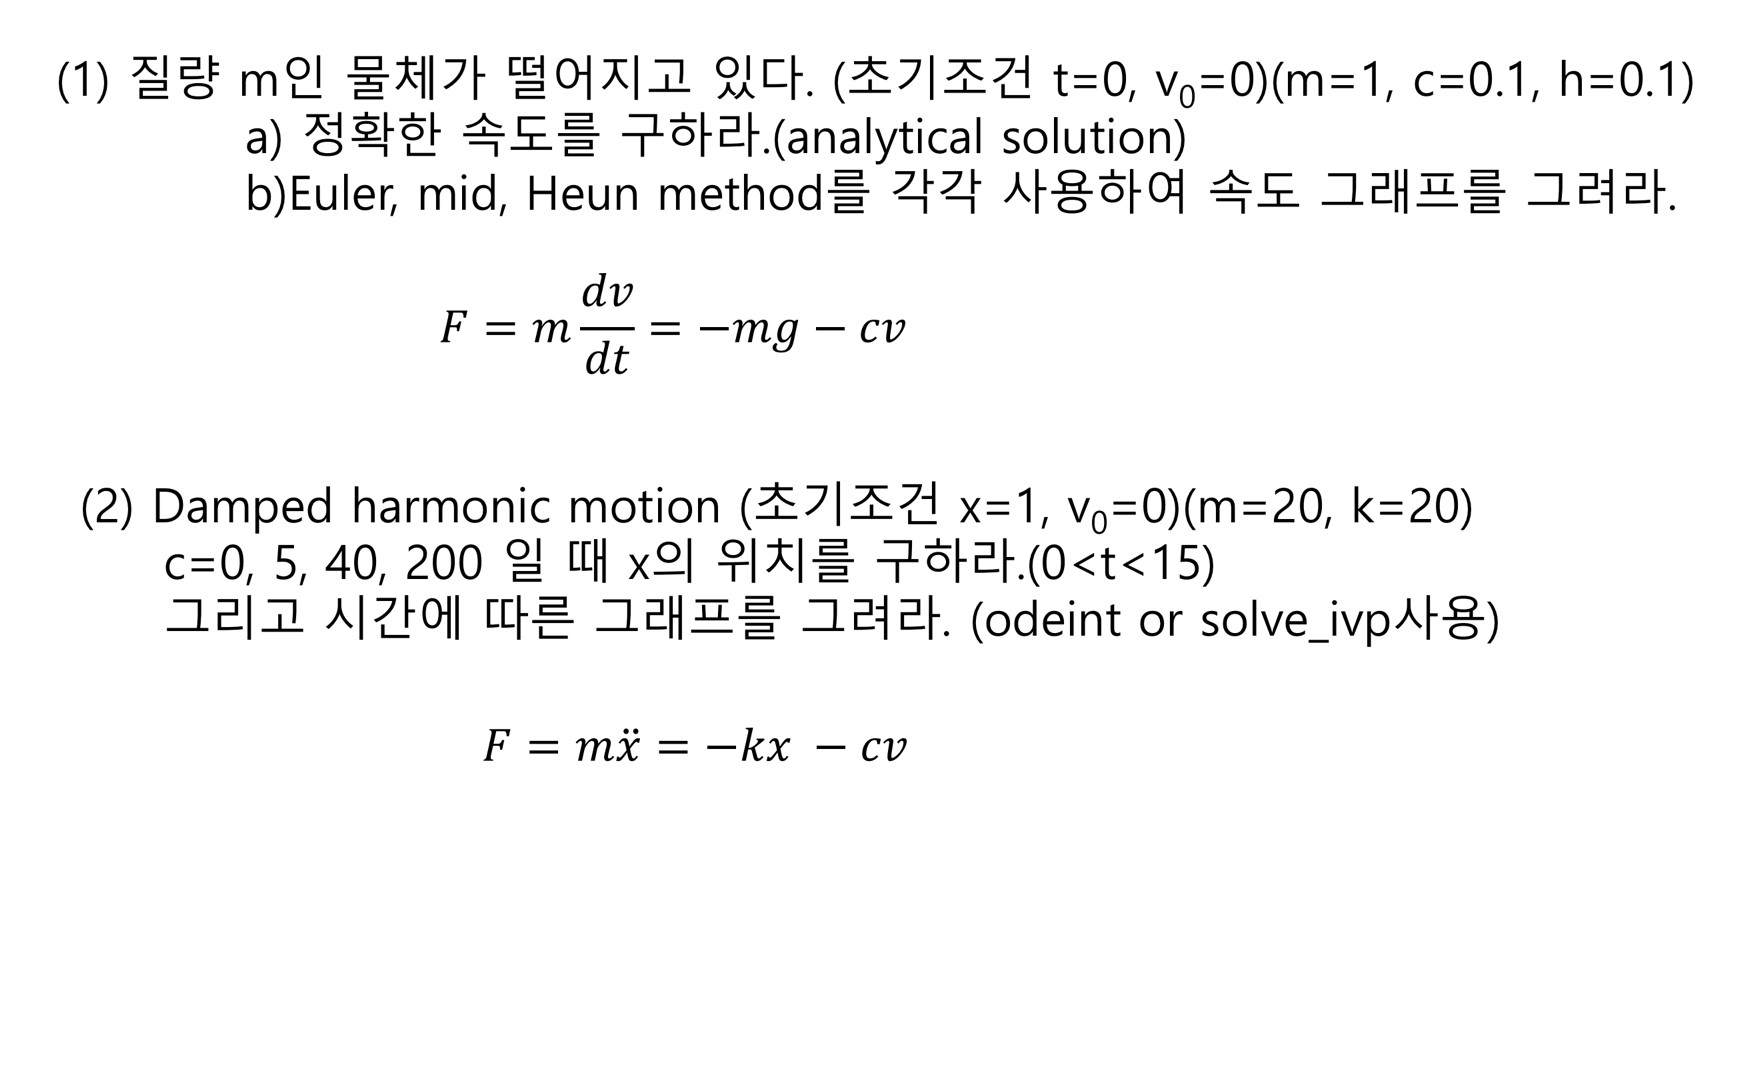 (1) 질량 m인 물체가 떨어지고 있다. (초기조건 t=0, v₀=0)(m=1, c=0.1, h=0.1)
a) 정확한 속도를 구하라.(analytical solution)
b)Euler, mid, Heun method를 각각 사용하여 속도 그래프를 그려라.
F = m dv/dt = −mg − cv
(2) Damped harmonic motion (초기조건 x=1, v₀=0)(m=20, k=20)
c=0, 5, 40, 200 일 때 x의 위치를 구하라.(0<t<15)
그리고 시간에 따른 그래프를 그려라. (odeint or solve_ivp사용)
F = mẍ = −kx − cv